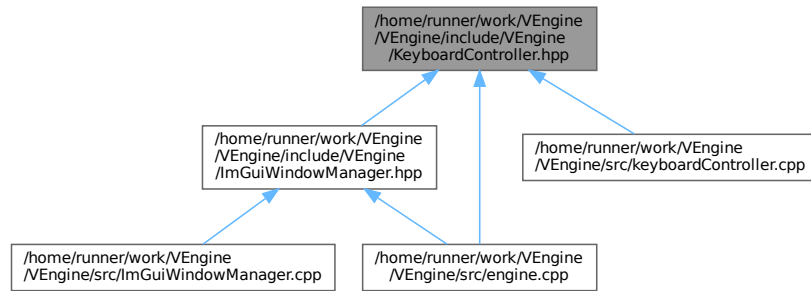 /home/runner/work/VEngine
/VEngine/include/VEngine
/KeyboardController.hpp
/home/runner/work/VEngine
/VEngine/include/VEngine
/ImGuiWindowManager.hpp
/home/runner/work/VEngine
/VEngine/src/keyboardController.cpp
/home/runner/work/VEngine
/VEngine/src/ImGuiWindowManager.cpp
/home/runner/work/VEngine
/VEngine/src/engine.cpp